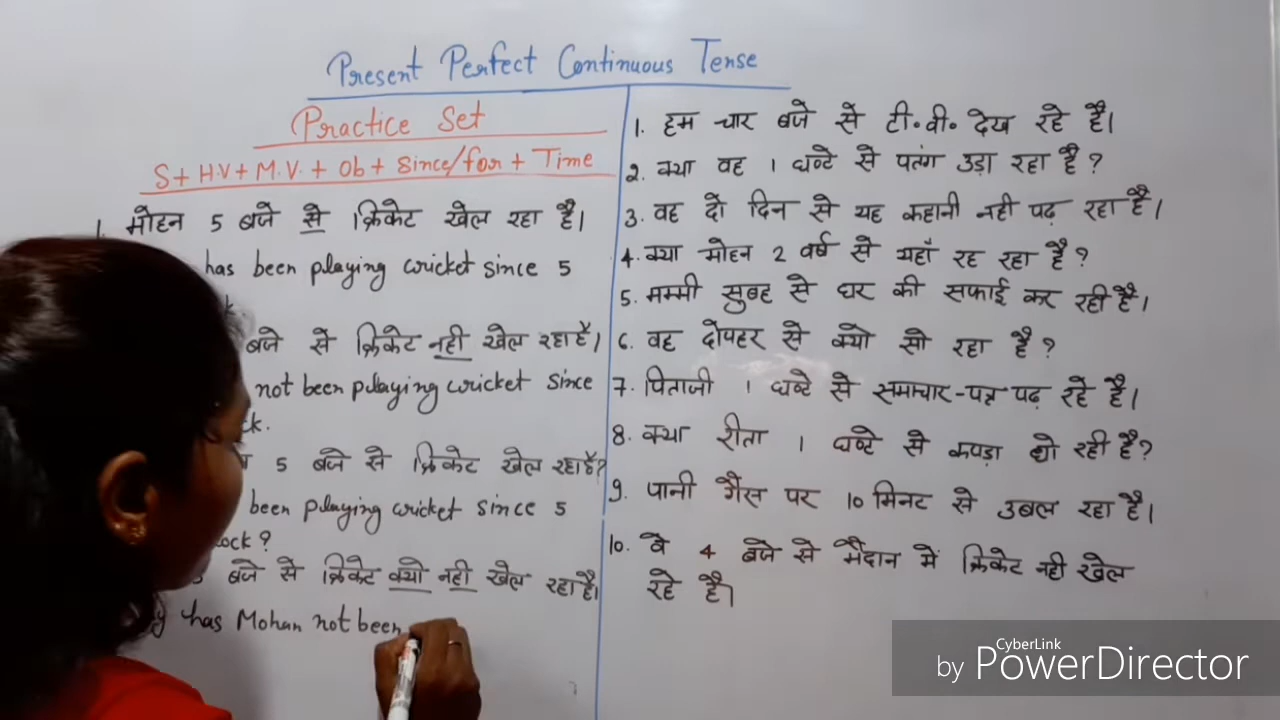 Present Perfect Continuous Tense
Practice Set
S + H.V + M.V. + Ob + Since/for + Time
1. मोहन 5 बजे से क्रिकेट खेल रहा है।
has been playing cricket since 5
बजे से क्रिकेट नही खेल रहा है।
not been playing cricket since
ck.
5 बजे से क्रिकेट खेल रहा है?
been playing cricket since 5
lock?
बजे से क्रिकेट क्यो नही खेल रहा है।
has Mohan not been
1. हम चार बजे से टी.वी. देख रहे है।
2. क्या वह 1 घण्टे से पतंग उड़ा रहा है?
3. वह दो दिन से यह कहानी नही पढ़ रहा है।
4. क्या मोहन 2 वर्ष से यहाँ रह रहा है?
5. मम्मी सुबह से घर की सफाई कर रही है।
6. वह दोपहर से क्यो सो रहा है?
7. पिताजी 1 घण्टे से समाचार-पत्र पढ़ रहे है।
8. क्या रीता 1 घण्टे से कपड़ा धो रही है?
9. पानी गैस पर 10 मिनट से उबल रहा है।
10. वे 4 बजे से मैदान में क्रिकेट नही खेल
रहे है।
CyberLink
by PowerDirector